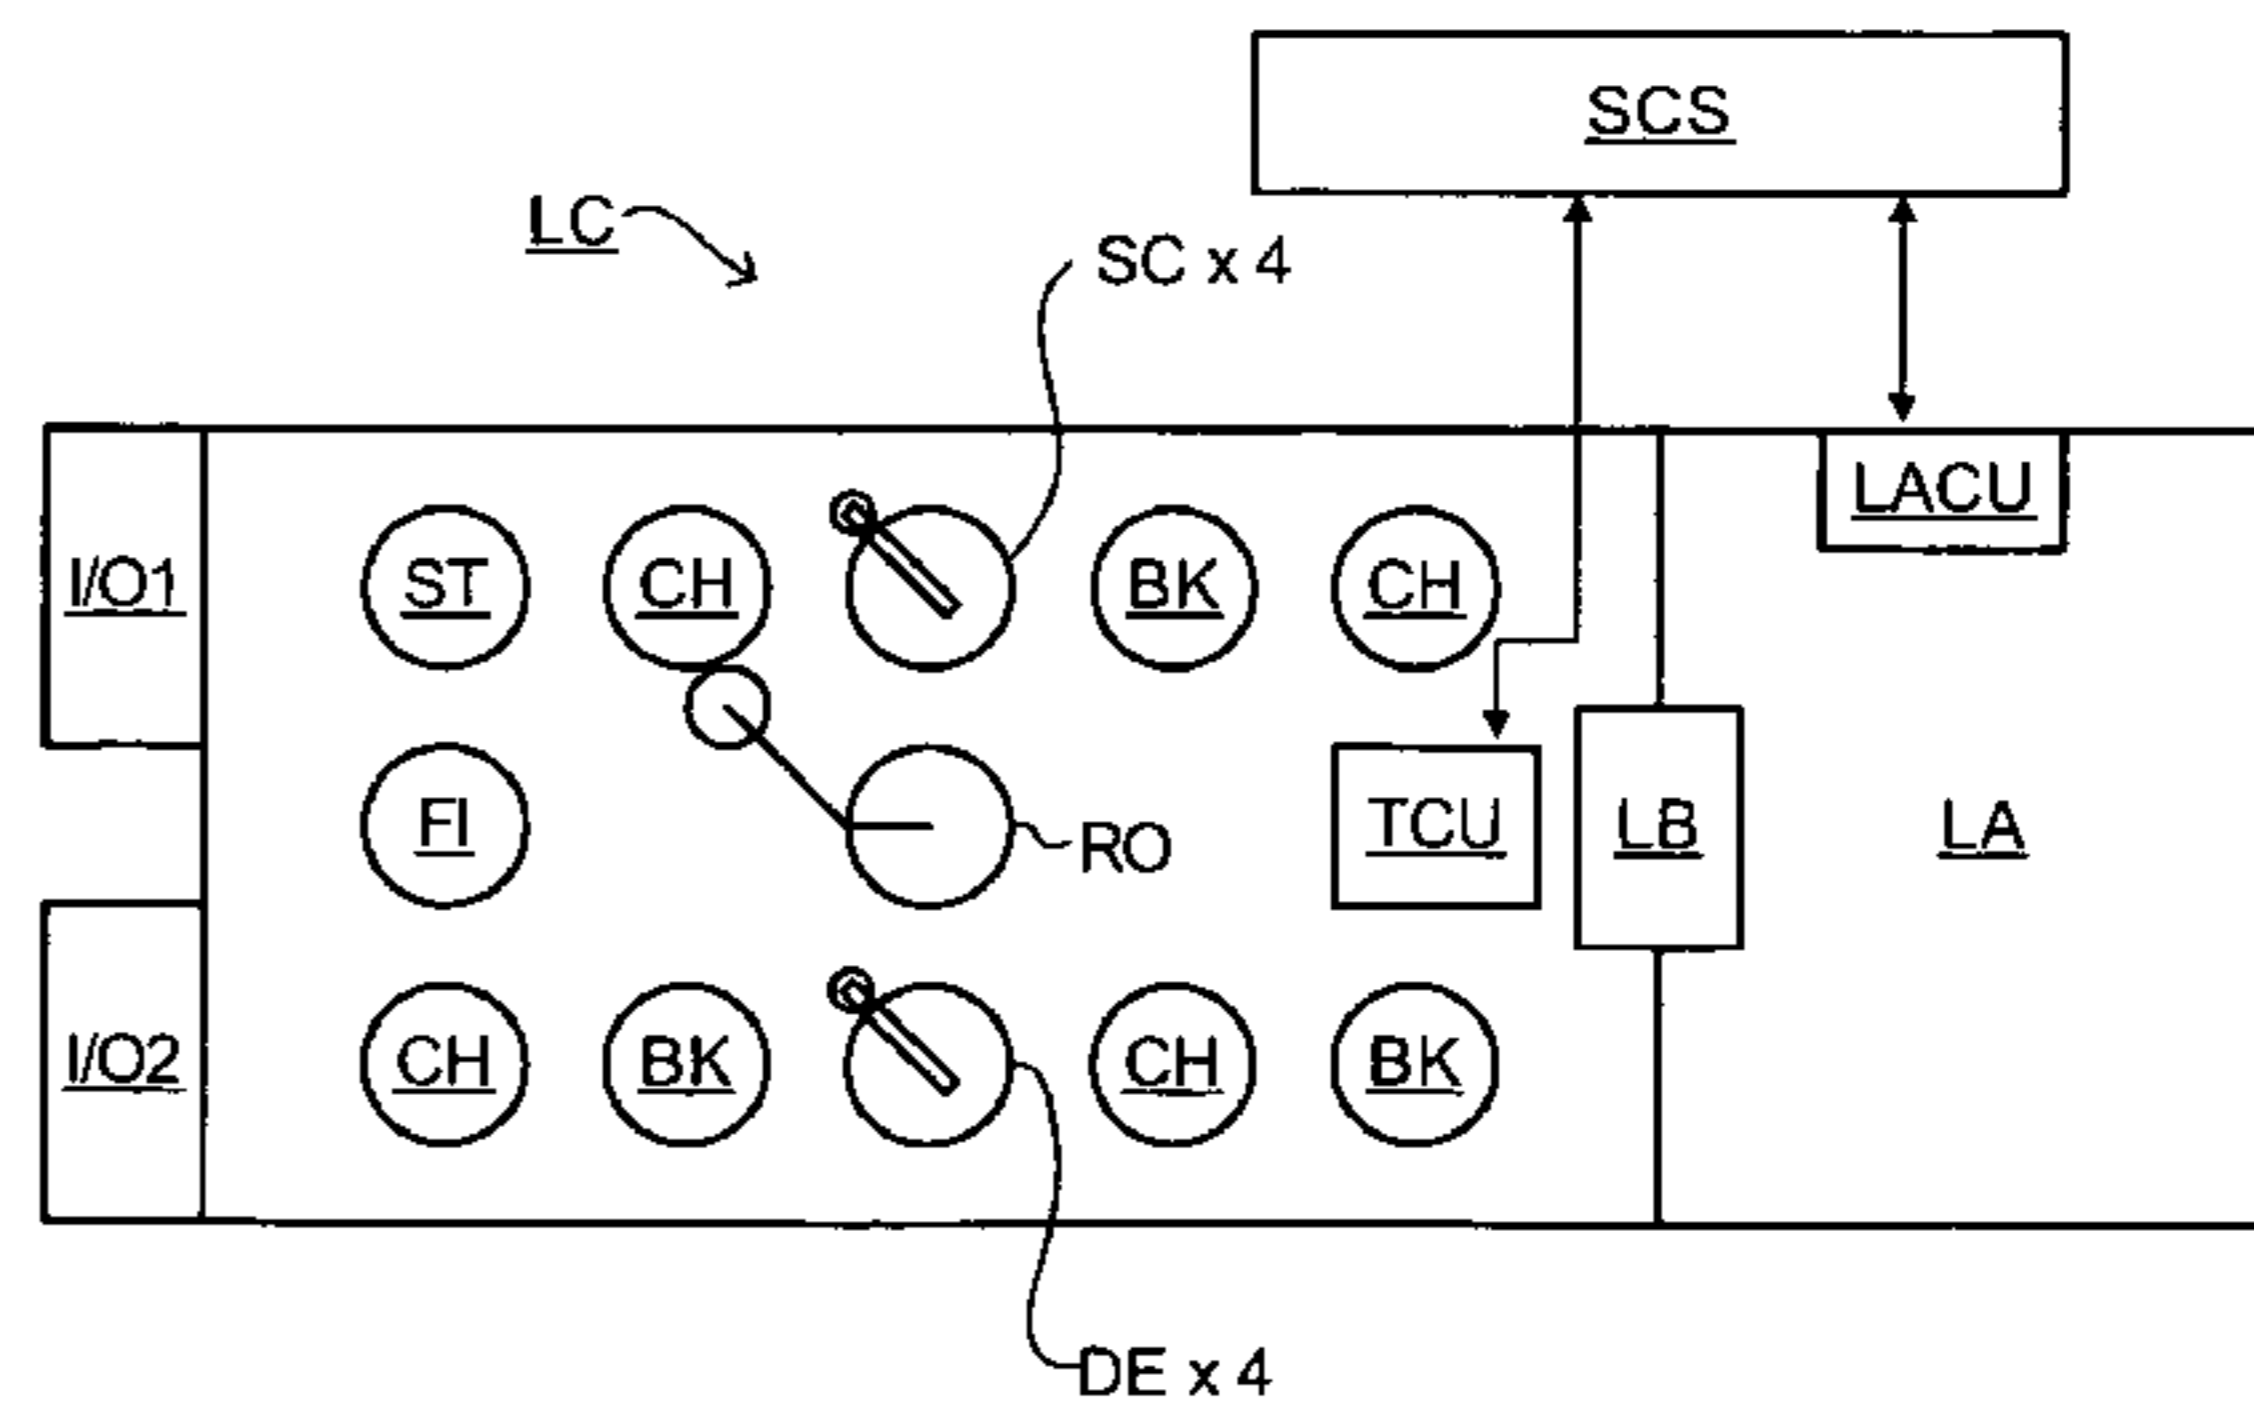 SCS
LC
SC x 4
LACU
I/O1
ST
CH
BK
CH
FI
RO
TCU
LB
LA
I/O2
CH
BK
CH
BK
DE x 4